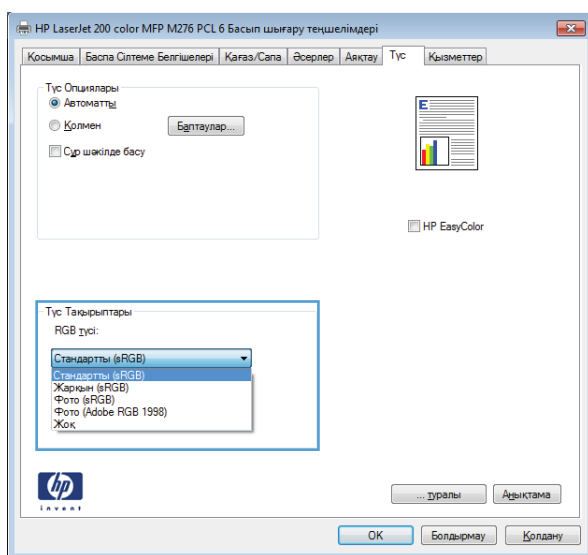 HP LaserJet 200 color MFP M276 PCL 6 Басып шығару теңшелімдері
Қосымша Баспа Сілтеме Белгішелері Қағаз/Сапа Әсерлер Аяқтау Түс Қызметтер
Түс Опциялары
Автоматты
Қолмен Баптаулар...
Сұр шәкілде басу
E
HP EasyColor
Түс Тақырыптары
RGB түсі:
Стандартты (sRGB)
Стандартты (sRGB)
Жарқын (sRGB)
Фото (sRGB)
Фото (Adobe RGB 1998)
Жоқ
hp
invent
... туралы Анықтама
OK Болдырмау Қолдану